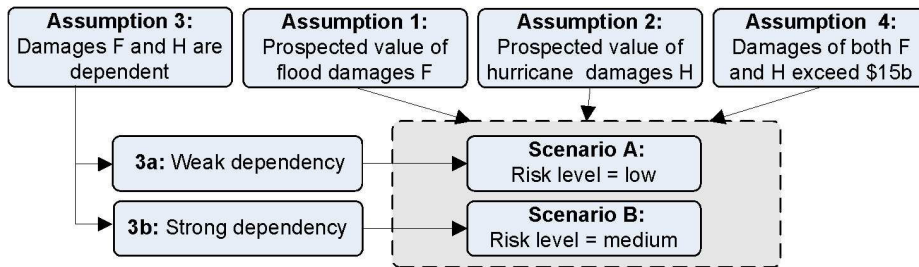 Assumption 3:
Damages F and H are
dependent
Assumption 1:
Prospected value of
flood damages F
Assumption 2:
Prospected value of
hurricane damages H
Assumption 4:
Damages of both F
and H exceed $15b
3a: Weak dependency
Scenario A:
Risk level = low
3b: Strong dependency
Scenario B:
Risk level = medium